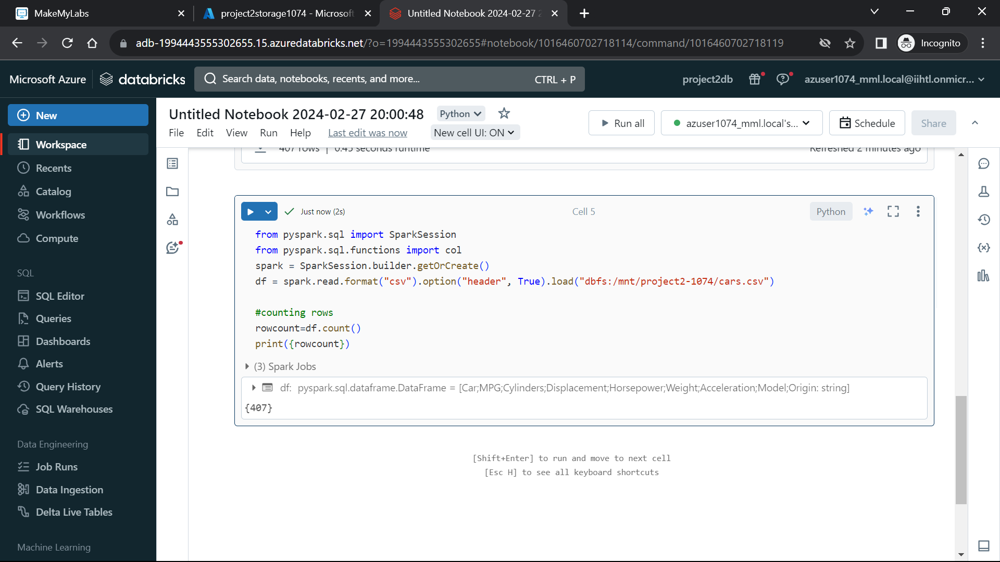 MakeMyLabs
project2storage1074 - Microsoft
Untitled Notebook 2024-02-27 2
adb-1994443555302655.15.azuredatabricks.net/?o=1994443555302655#notebook/1016460702718114/command/1016460702718119
Incognito
Microsoft Azure
databricks
Search data, notebooks, recents, and more...
CTRL + P
project2db
azuser1074_mml.local@iihtl.onmicr...
New
Workspace
Recents
Catalog
Workflows
Compute
SQL
SQL Editor
Queries
Dashboards
Alerts
Query History
SQL Warehouses
Data Engineering
Job Runs
Data Ingestion
Delta Live Tables
Machine Learning
Untitled Notebook 2024-02-27 20:00:48
Python
File Edit View Run Help Last edit was now New cell UI: ON
Run all
azuser1074_mml.local's...
Schedule
Share
407 rows | 0.45 seconds runtime
Refreshed 2 minutes ago
Just now (2s)
Cell 5
Python
from pyspark.sql import SparkSession
from pyspark.sql.functions import col
spark = SparkSession.builder.getOrCreate()
df = spark.read.format("csv").option("header", True).load("dbfs:/mnt/project2-1074/cars.csv")
#counting rows
rowcount=df.count()
print({rowcount})
(3) Spark Jobs
df: pyspark.sql.dataframe.DataFrame = [Car;MPG;Cylinders;Displacement;Horsepower;Weight;Acceleration;Model;Origin: string]
{407}
[Shift+Enter] to run and move to next cell
[Esc H] to see all keyboard shortcuts